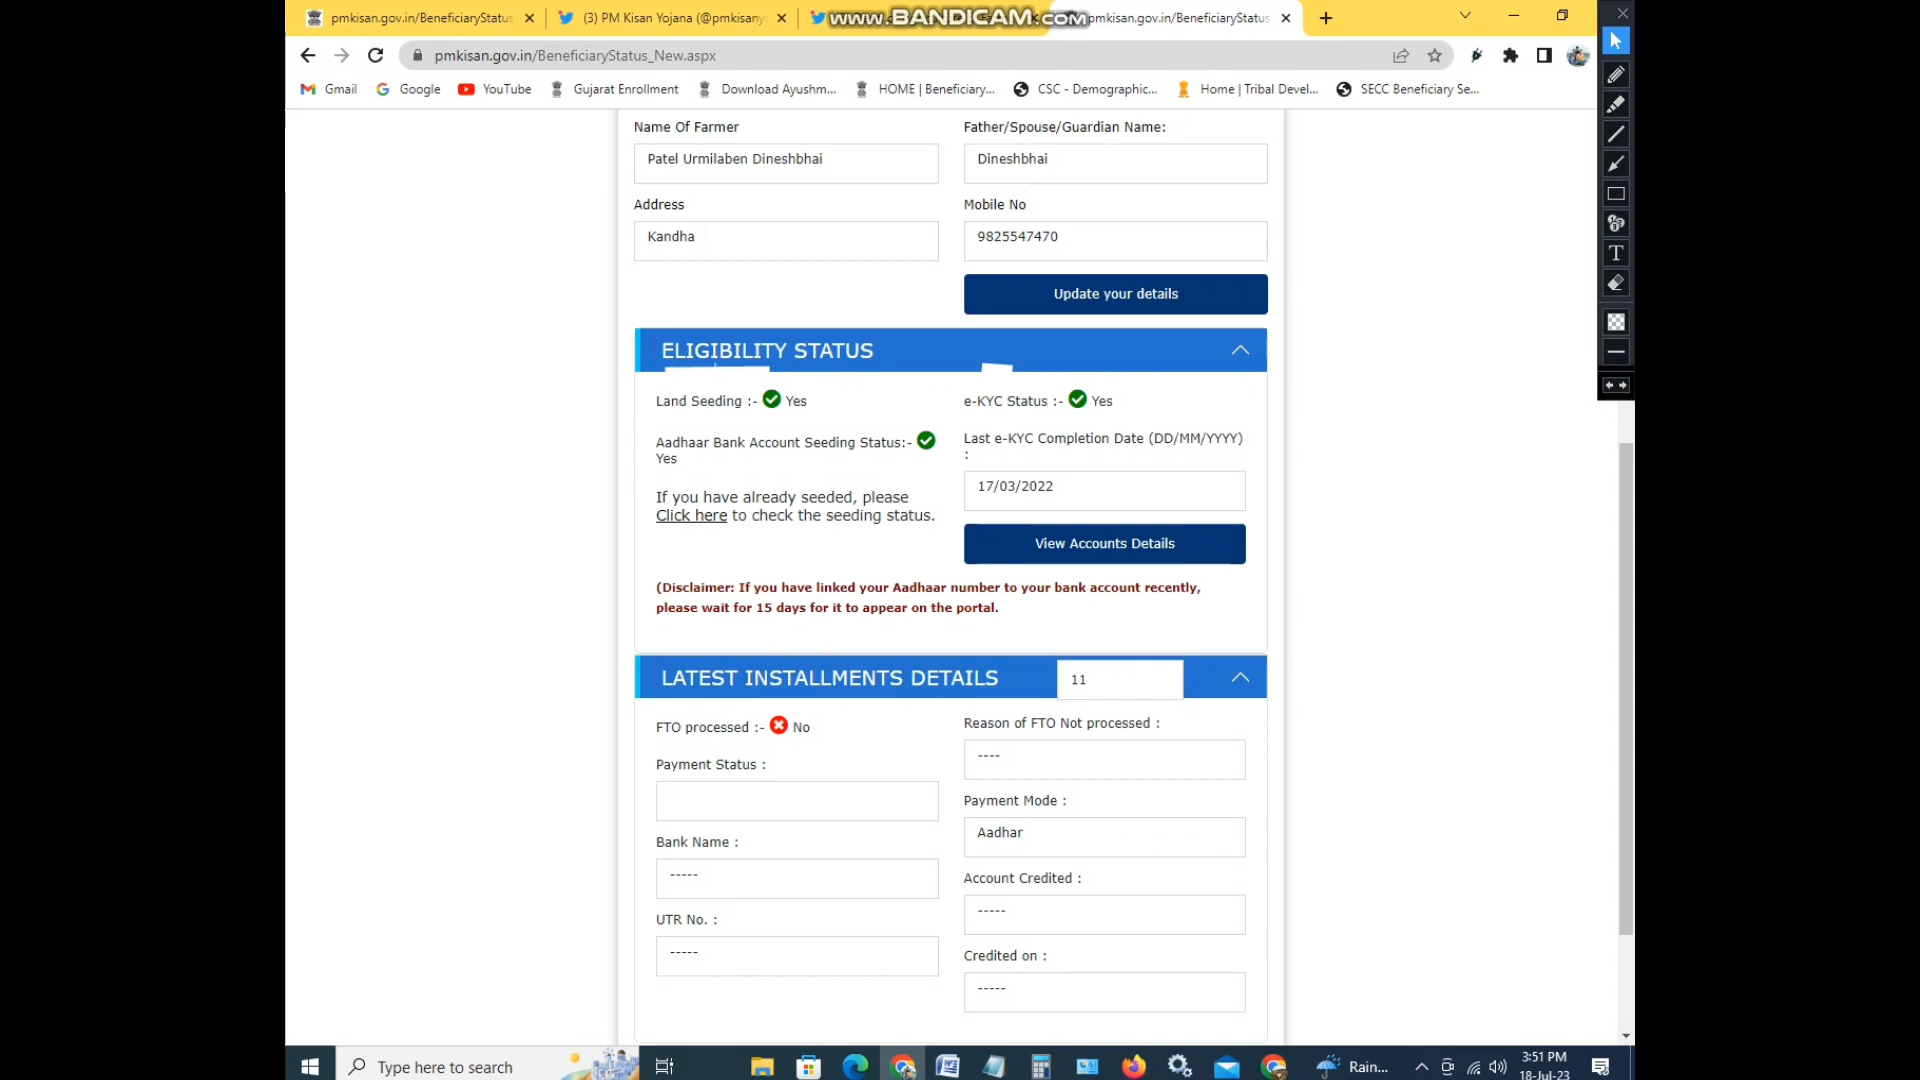 pmkisan.gov.in/BeneficiaryStatus
(3) PM Kisan Yojana (@pmkisany
www.BANDICAM.com
pmkisan.gov.in/BeneficiaryStatus
pmkisan.gov.in/BeneficiaryStatus_New.aspx
Gmail
Google
YouTube
Gujarat Enrollment
Download Ayushm...
HOME | Beneficiary...
CSC - Demographic...
Home | Tribal Devel...
SECC Beneficiary Se...
Name Of Farmer
Father/Spouse/Guardian Name:
Patel Urmilaben Dineshbhai
Dineshbhai
Address
Mobile No
Kandha
9825547470
Update your details
ELIGIBILITY STATUS
Land Seeding :- Yes
e-KYC Status :- Yes
Aadhaar Bank Account Seeding Status:-
Yes
Last e-KYC Completion Date (DD/MM/YYYY)
:
17/03/2022
If you have already seeded, please
Click here to check the seeding status.
View Accounts Details
(Disclaimer: If you have linked your Aadhaar number to your bank account recently,
please wait for 15 days for it to appear on the portal.
LATEST INSTALLMENTS DETAILS
11
FTO processed :- No
Reason of FTO Not processed :
----
Payment Status :
Payment Mode :
Aadhar
Bank Name :
-----
Account Credited :
-----
UTR No. :
-----
Credited on :
-----
Type here to search
Rain...
3:51 PM
18-Jul-23